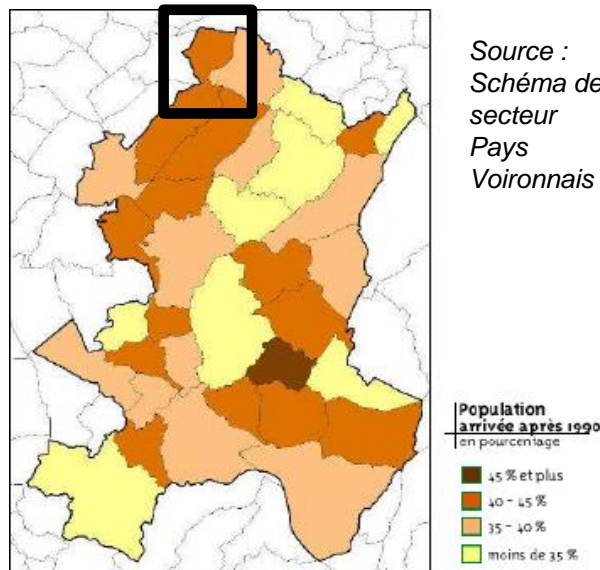 Source :
Schéma de
secteur
Pays
Voironnais
Population
arrivée après 1990
en pourcentage
45 % et plus
40 - 45 %
35 - 40 %
moins de 35 %